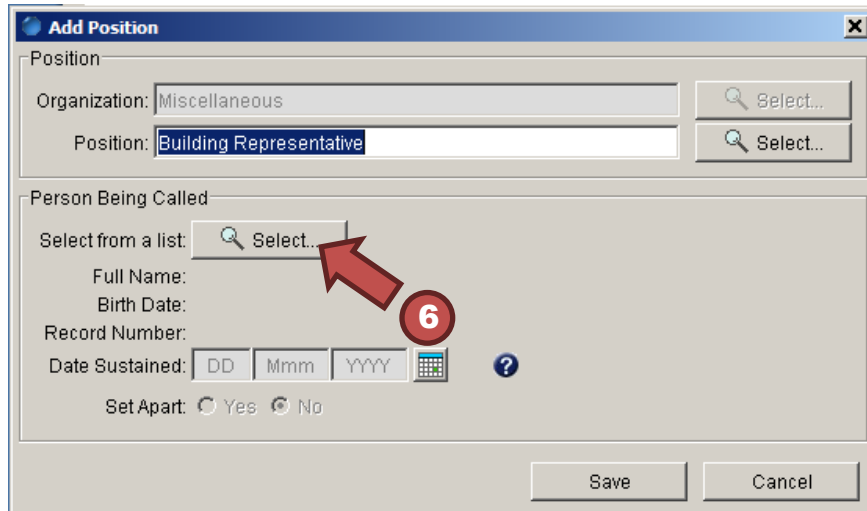 Add Position
Position
Organization: Miscellaneous Select...
Position: Building Representative Select...
Person Being Called
Select from a list: Select...
Full Name:
Birth Date:
6
Record Number:
Date Sustained: DD Mmm YYYY ?
Set Apart: Yes No
Save Cancel